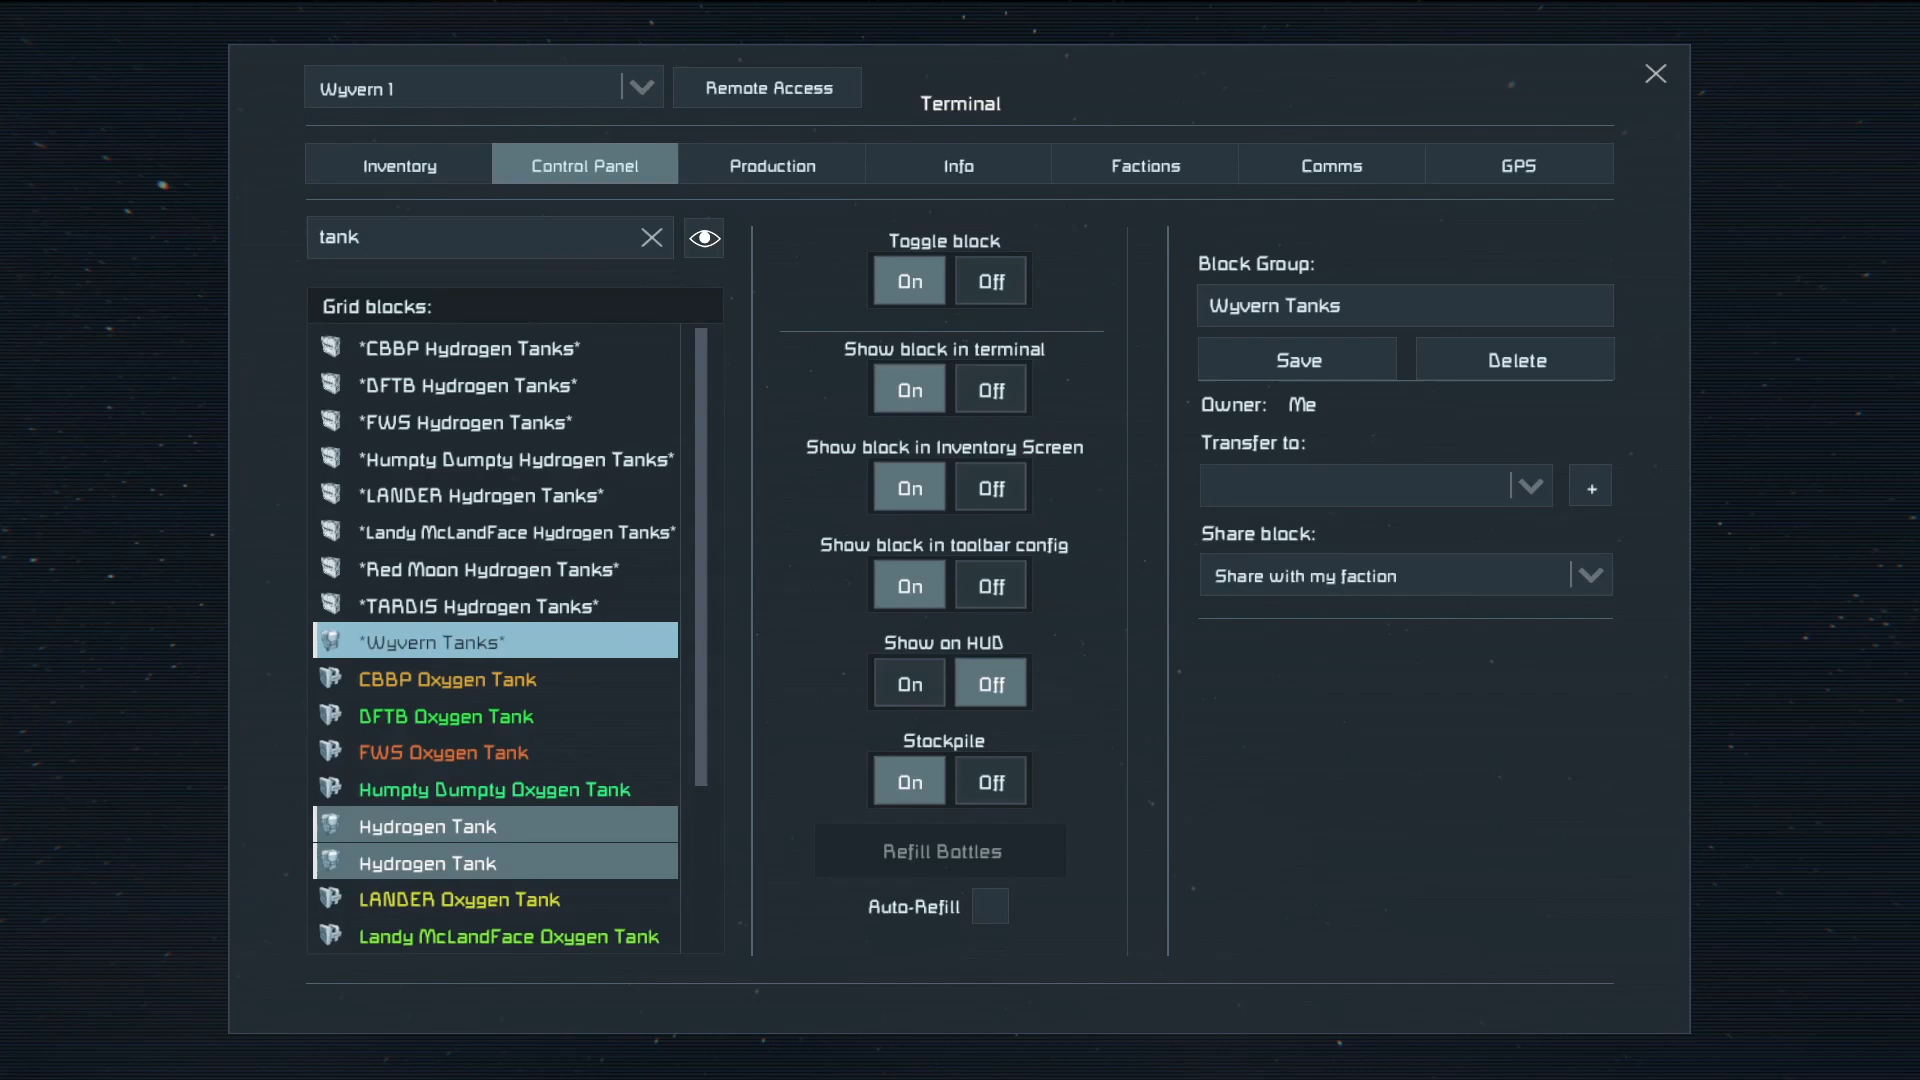 Wyvern 1
Remote Access
Terminal
Inventory
Control Panel
Production
Info
Factions
Comms
GPS
tank
Grid blocks:
*CBBP Hydrogen Tanks*
*DFTB Hydrogen Tanks*
*FWS Hydrogen Tanks*
*Humpty Dumpty Hydrogen Tanks*
*LANDER Hydrogen Tanks*
*Landy McLandFace Hydrogen Tanks*
*Red Moon Hydrogen Tanks*
*TARDIS Hydrogen Tanks*
*Wyvern Tanks*
CBBP Oxygen Tank
DFTB Oxygen Tank
FWS Oxygen Tank
Humpty Dumpty Oxygen Tank
Hydrogen Tank
Hydrogen Tank
LANDER Oxygen Tank
Landy McLandFace Oxygen Tank
Toggle block
On Off
Show block in terminal
On Off
Show block in Inventory Screen
On Off
Show block in toolbar config
On Off
Show on HUD
On Off
Stockpile
On Off
Refill Bottles
Auto-Refill
Block Group:
Wyvern Tanks
Save
Delete
Owner: Me
Transfer to:
+
Share block:
Share with my faction